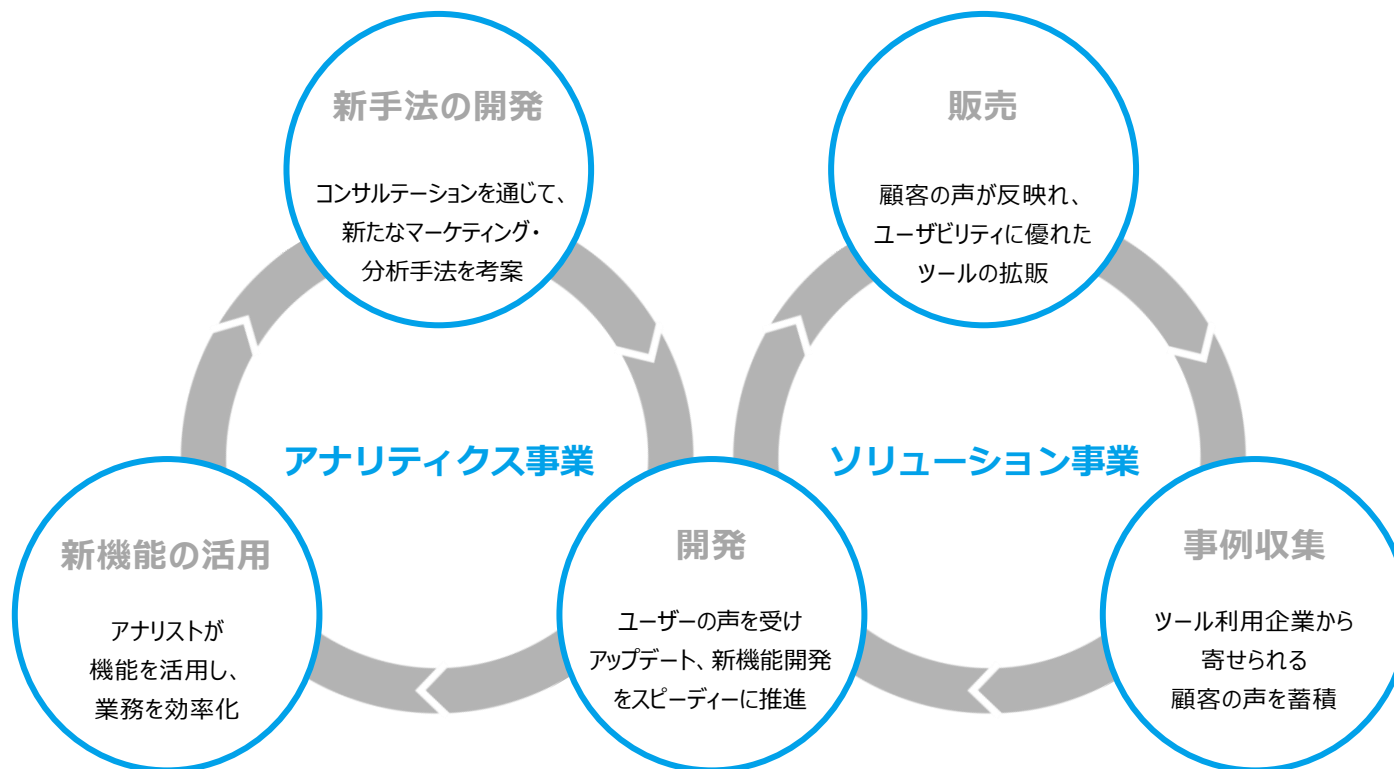 新手法の開発
コンサルテーションを通じて、
新たなマーケティング・
分析手法を考案
販売
顧客の声が反映れ、
ユーザビリティに優れた
ツールの拡販
アナリティクス事業
ソリューション事業
新機能の活用
アナリストが
機能を活用し、
業務を効率化
開発
ユーザーの声を受け
アップデート、新機能開発
をスピーディーに推進
事例収集
ツール利用企業から
寄せられる
顧客の声を蓄積